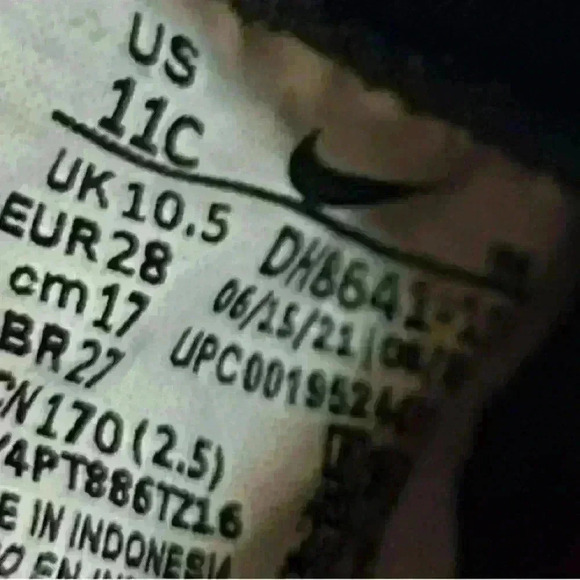 US
11C
UK 10.5
EUR 28
cm 17
BR 27
CN 170 (2.5)
4PT886TZ16
E IN INDONESIA
DH8641
06/15/21
UPC0019524